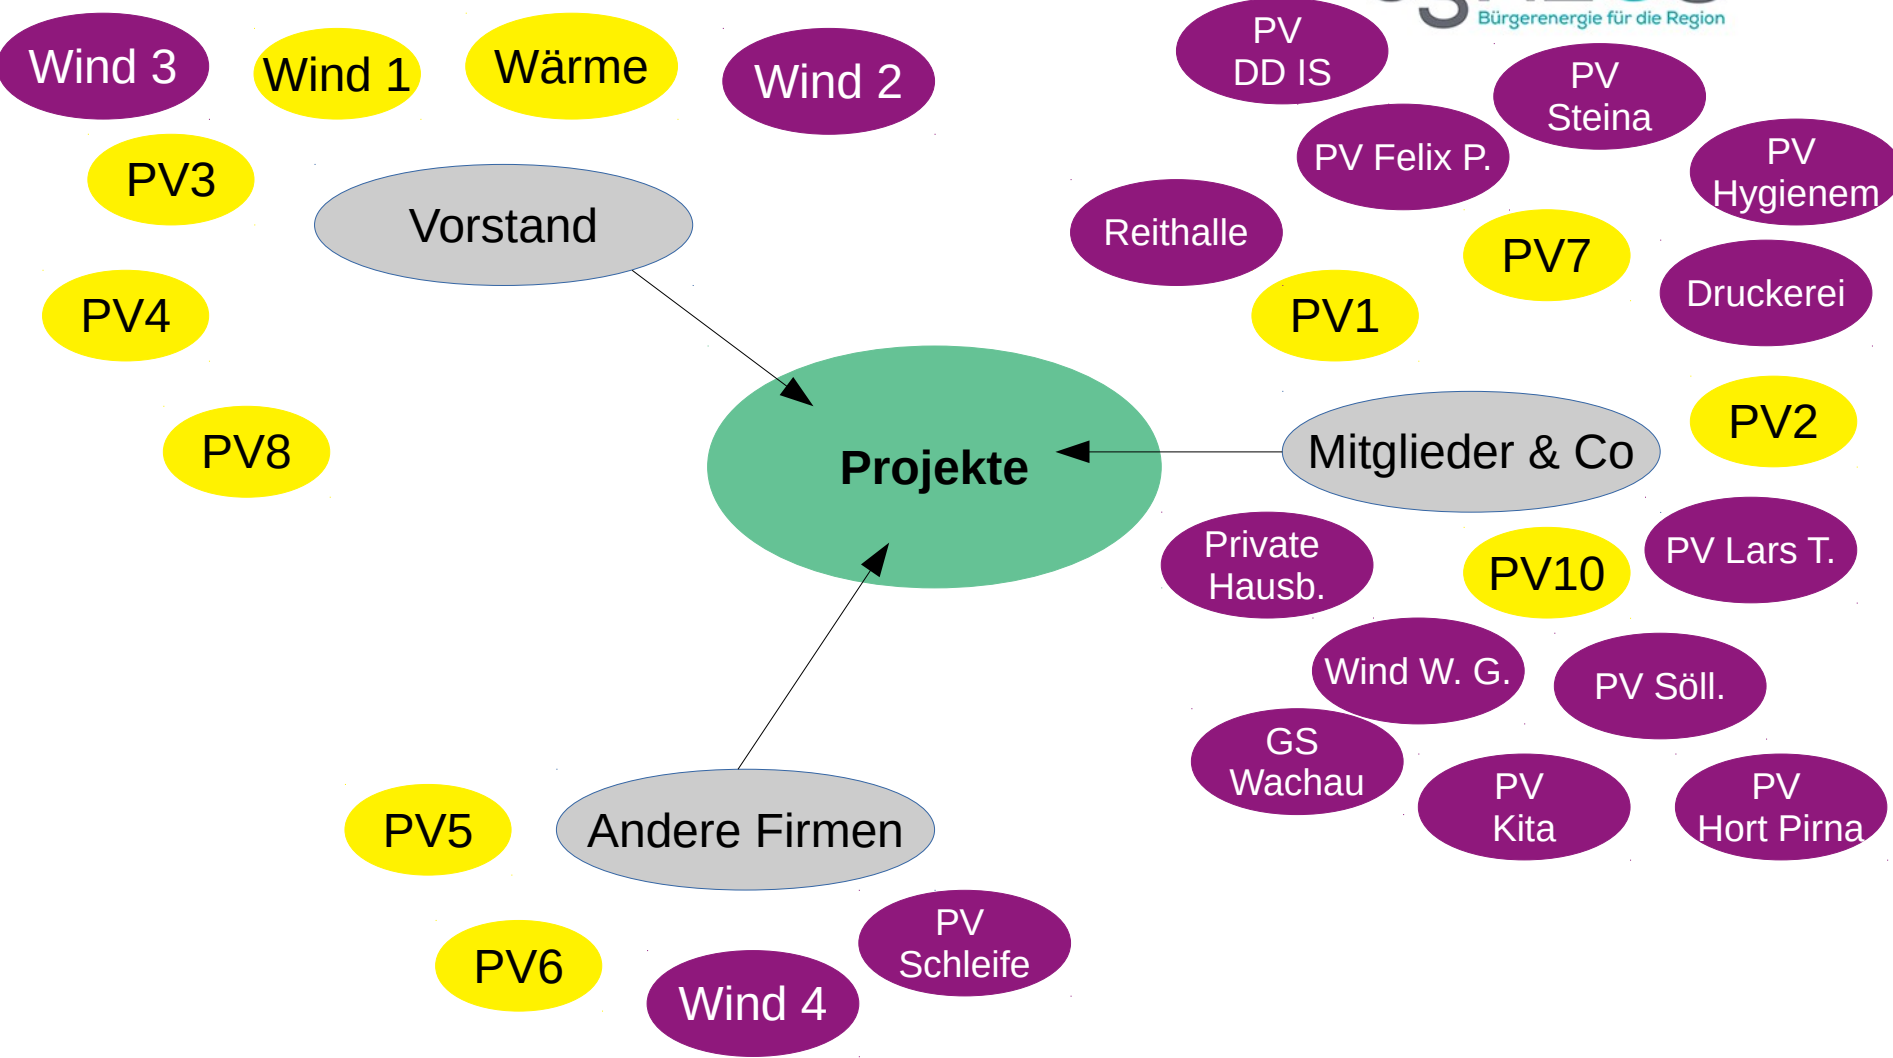 Bürgerenergie für die Region
Wind 3
Wind 1
Wärme
Wind 2
PV
DD IS
PV
Steina
PV Felix P.
PV
Hygienem
PV3
Vorstand
Reithalle
PV7
Druckerei
PV4
PV1
PV2
PV8
Projekte
Mitglieder & Co
Private
Hausb.
PV10
PV Lars T.
Wind W. G.
PV Söll.
GS
Wachau
PV
Kita
PV
Hort Pirna
PV5
Andere Firmen
PV6
PV
Schleife
Wind 4